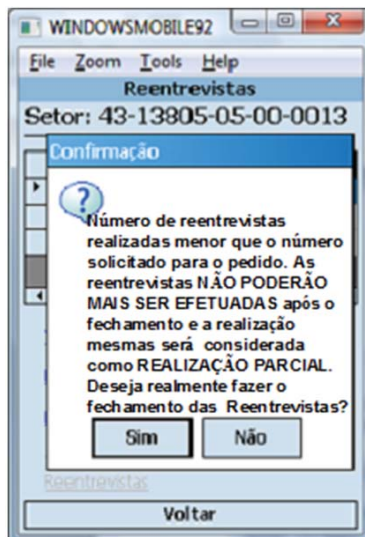 WINDOWSMOBILE92
File Zoom Tools Help
Reentrevistas
Setor: 43-13805-05-00-0013
Confirmação
?
Número de reentrevistas
realizadas menor que o número
solicitado para o pedido. As
reentrevistas NÃO PODERÃO
MAIS SER EFETUADAS após o
fechamento e a realização
mesmas será considerada
como REALIZAÇÃO PARCIAL.
Deseja realmente fazer o
fechamento das Reentrevistas?
Sim Não
Reentrevistas
Voltar